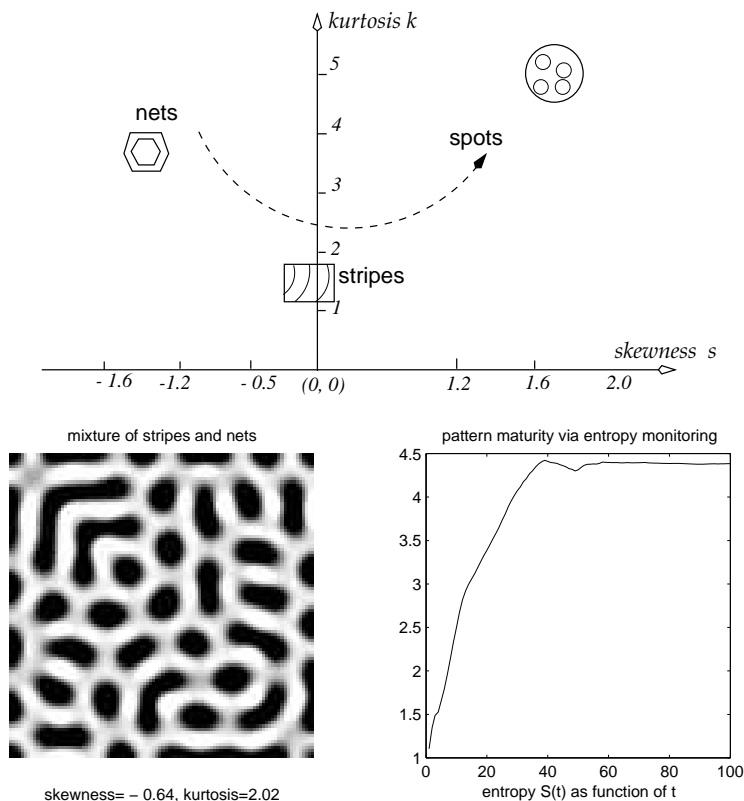 kurtosis k
5
nets
4
spots
3
2
stripes
1
skewness s
- 1.6 -1.2 - 0.5 (0, 0) 1.2 1.6 2.0
mixture of stripes and nets
skewness= − 0.64, kurtosis=2.02
pattern maturity via entropy monitoring
4.5
4
3.5
3
2.5
2
1.5
1
0 20 40 60 80 100
entropy S(t) as function of t